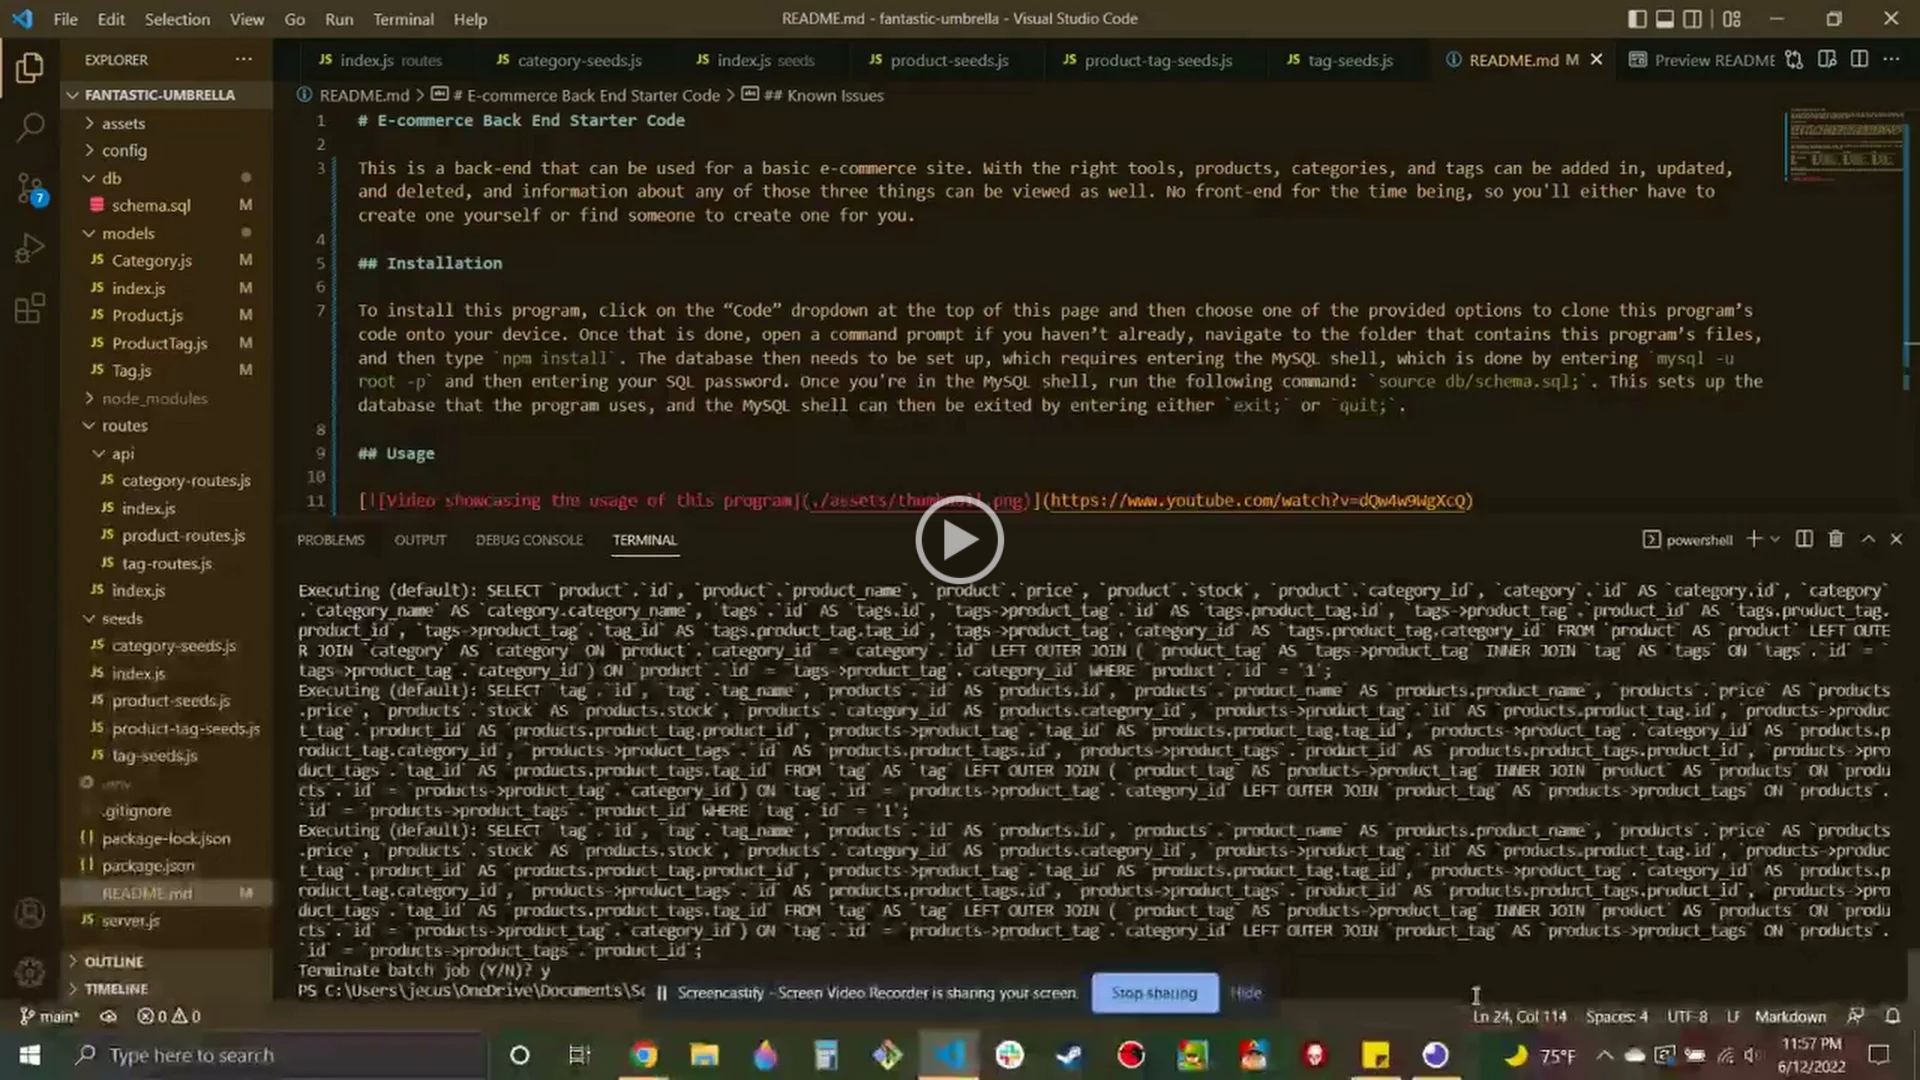 File Edit Selection View Go Run Terminal Help
README.md - fantastic-umbrella - Visual Studio Code
EXPLORER
FANTASTIC-UMBRELLA
assets
config
db
schema.sql M
models
Category.js M
index.js M
Product.js M
ProductTag.js M
Tag.js M
node_modules
routes
api
category-routes.js
index.js
product-routes.js
tag-routes.js
index.js
seeds
category-seeds.js
index.js
product-seeds.js
product-tag-seeds.js
tag-seeds.js
.env
.gitignore
package-lock.json
package.json
README.md M
server.js
OUTLINE
TIMELINE
7
index.js routes
category-seeds.js
index.js seeds
product-seeds.js
product-tag-seeds.js
tag-seeds.js
README.md M
Preview README
README.md > # E-commerce Back End Starter Code > ## Known Issues
1 # E-commerce Back End Starter Code
2
3 This is a back-end that can be used for a basic e-commerce site. With the right tools, products, categories, and tags can be added in, updated,
and deleted, and information about any of those three things can be viewed as well. No front-end for the time being, so you'll either have to
create one yourself or find someone to create one for you.
4
5 ## Installation
6
7 To install this program, click on the “Code” dropdown at the top of this page and then choose one of the provided options to clone this program’s
code onto your device. Once that is done, open a command prompt if you haven’t already, navigate to the folder that contains this program’s files,
and then type `npm install`. The database then needs to be set up, which requires entering the MySQL shell, which is done by entering `mysql -u
root -p` and then entering your SQL password. Once you're in the MySQL shell, run the following command: `source db/schema.sql;`. This sets up the
database that the program uses, and the MySQL shell can then be exited by entering either `exit;` or `quit;`.
8
9 ## Usage
10
11 [![Video showcasing the usage of this program](./assets/thumbnail.png)](https://www.youtube.com/watch?v=dQw4w9WgXcQ)
PROBLEMS OUTPUT DEBUG CONSOLE TERMINAL
powershell
Executing (default): SELECT `product`.`id`, `product`.`product_name`, `product`.`price`, `product`.`stock`, `product`.`category_id`, `category`.`id` AS `category.id`, `category`
.`category_name` AS `category.category_name`, `tags`.`id` AS `tags.id`, `tags->product_tag`.`id` AS `tags.product_tag.id`, `tags->product_tag`.`product_id` AS `tags.product_tag.
product_id`, `tags->product_tag`.`tag_id` AS `tags.product_tag.tag_id`, `tags->product_tag`.`category_id` AS `tags.product_tag.category_id` FROM `product` AS `product` LEFT OUTE
R JOIN `category` AS `category` ON `product`.`category_id` = `category`.`id` LEFT OUTER JOIN ( `product_tag` AS `tags->product_tag` INNER JOIN `tag` AS `tags` ON `tags`.`id` = `
tags->product_tag`.`category_id`) ON `product`.`id` = `tags->product_tag`.`category_id` WHERE `product`.`id` = '1';
Executing (default): SELECT `tag`.`id`, `tag`.`tag_name`, `products`.`id` AS `products.id`, `products`.`product_name` AS `products.product_name`, `products`.`price` AS `products
.price`, `products`.`stock` AS `products.stock`, `products`.`category_id` AS `products.category_id`, `products->product_tag`.`id` AS `products.product_tag.id`, `products->produc
t_tag`.`product_id` AS `products.product_tag.product_id`, `products->product_tag`.`tag_id` AS `products.product_tag.tag_id`, `products->product_tag`.`category_id` AS `products.p
roduct_tag.category_id`, `products->product_tags`.`id` AS `products.product_tags.id`, `products->product_tags`.`product_id` AS `products.product_tags.product_id`, `products->pro
duct_tags`.`tag_id` AS `products.product_tags.tag_id` FROM `tag` AS `tag` LEFT OUTER JOIN ( `product_tag` AS `products->product_tag` INNER JOIN `product` AS `products` ON `produ
cts`.`id` = `products->product_tag`.`category_id`) ON `tag`.`id` = `products->product_tag`.`category_id` LEFT OUTER JOIN `product_tag` AS `products->product_tags` ON `products`.
`id` = `products->product_tags`.`product_id` WHERE `tag`.`id` = '1';
Executing (default): SELECT `tag`.`id`, `tag`.`tag_name`, `products`.`id` AS `products.id`, `products`.`product_name` AS `products.product_name`, `products`.`price` AS `products
.price`, `products`.`stock` AS `products.stock`, `products`.`category_id` AS `products.category_id`, `products->product_tag`.`id` AS `products.product_tag.id`, `products->produc
t_tag`.`product_id` AS `products.product_tag.product_id`, `products->product_tag`.`tag_id` AS `products.product_tag.tag_id`, `products->product_tag`.`category_id` AS `products.p
roduct_tag.category_id`, `products->product_tags`.`id` AS `products.product_tags.id`, `products->product_tags`.`product_id` AS `products.product_tags.product_id`, `products->pro
duct_tags`.`tag_id` AS `products.product_tags.tag_id` FROM `tag` AS `tag` LEFT OUTER JOIN ( `product_tag` AS `products->product_tag` INNER JOIN `product` AS `products` ON `produ
cts`.`id` = `products->product_tag`.`category_id`) ON `tag`.`id` = `products->product_tag`.`category_id` LEFT OUTER JOIN `product_tag` AS `products->product_tags` ON `products`.
`id` = `products->product_tags`.`product_id`;
Terminate batch job (Y/N)? y
PS C:\Users\jecus\OneDrive\Documents\Sc
Screencastify - Screen Video Recorder is sharing your screen.
Stop sharing
Hide
main* 0 0
Ln 24, Col 114 Spaces: 4 UTF-8 LF Markdown
Type here to search
75°F
11:57 PM
6/12/2022